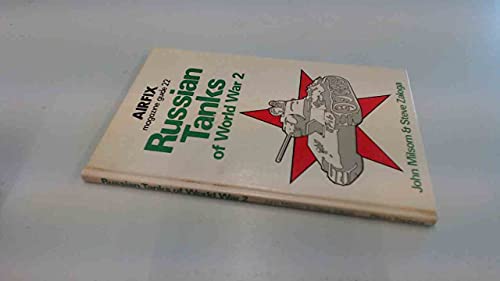 AIRFIX
magazine guide 22
Russian
Tanks
of World War 2
John Milsom & Steve Zaloga
Russian Tanks of World War 2